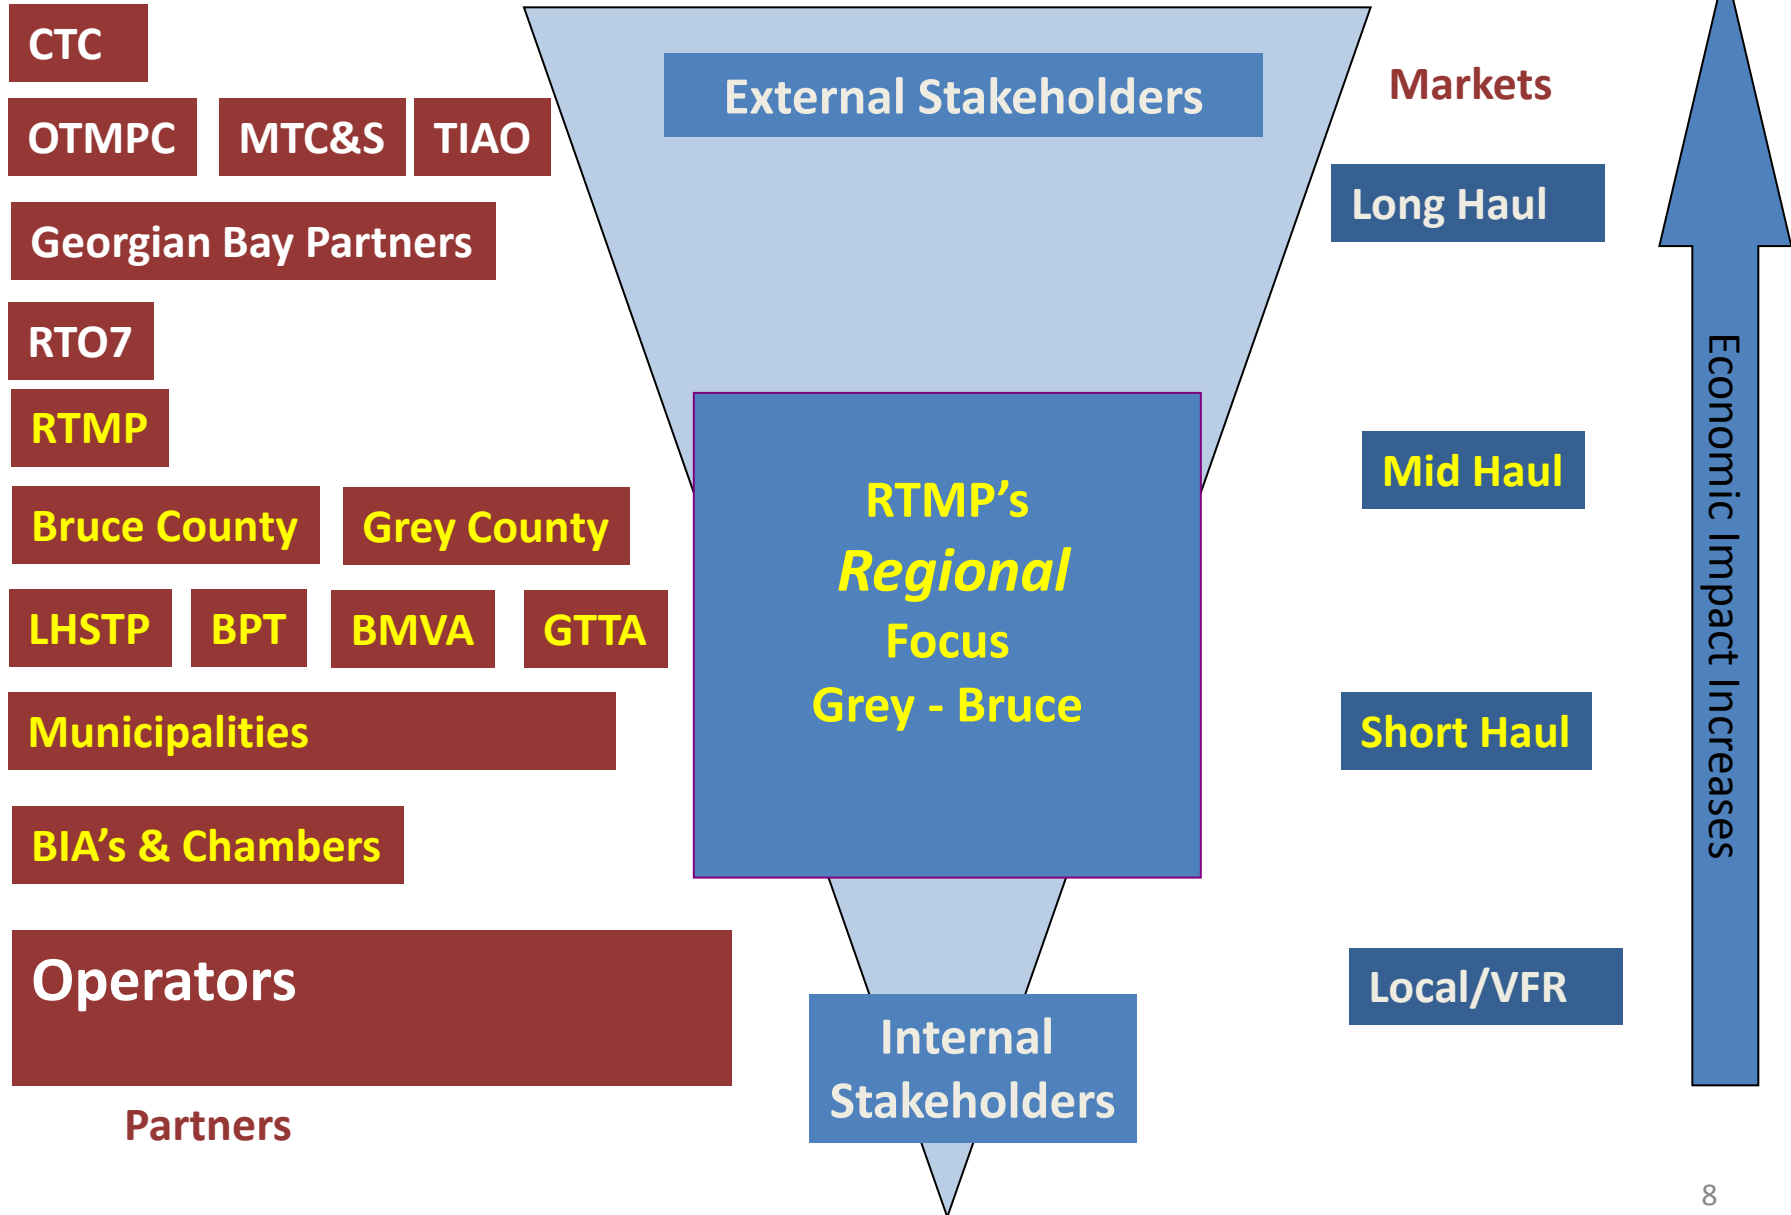 CTC
OTMPC
MTC&S
TIAO
Georgian Bay Partners
RTO7
RTMP
Bruce County
Grey County
LHSTP
BPT
BMVA
GTTA
Municipalities
BIA's & Chambers
Operators
Partners
External Stakeholders
RTMP's
Regional
Focus
Grey - Bruce
Internal
Stakeholders
Markets
Long Haul
Mid Haul
Short Haul
Local/VFR
Economic Impact Increases
8